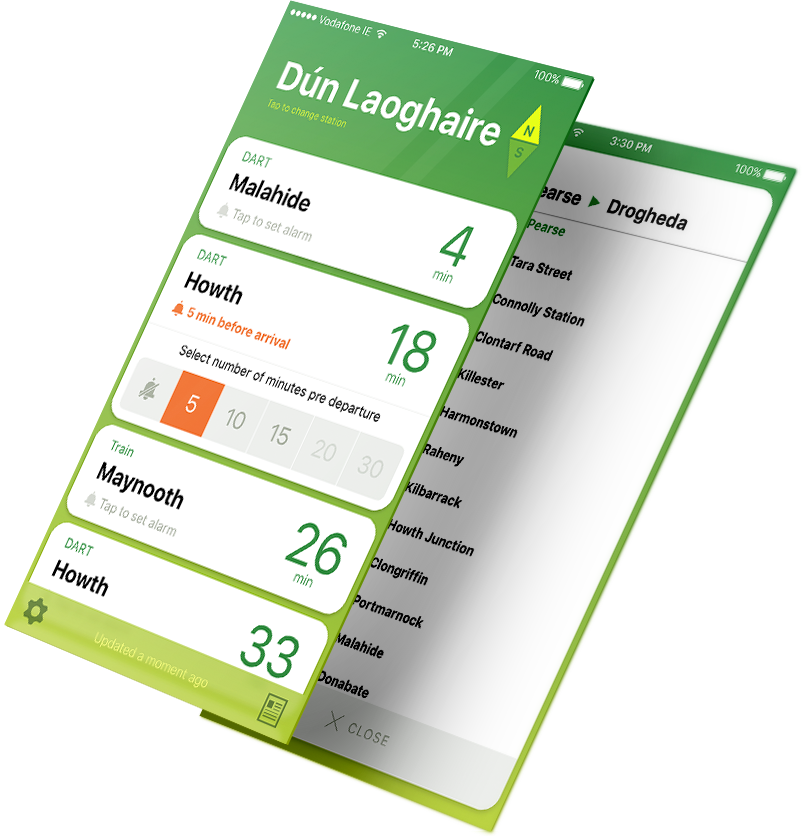 Vodafone IE 5:26 PM 100%
Dún Laoghaire
Tap to change station
N
S
DART
Malahide
Tap to set alarm
4
min
DART
Howth
5 min before arrival
18
min
Select number of minutes pre departure
5 10 15 20 30
Train
Maynooth
Tap to set alarm
26
min
DART
Howth
33
Updated a moment ago
3:30 PM 100%
earse ▶ Drogheda
Pearse
Tara Street
Connolly Station
Clontarf Road
Killester
Harmonstown
Raheny
Kilbarrack
Howth Junction
Clongriffin
Portmarnock
Malahide
Donabate
CLOSE